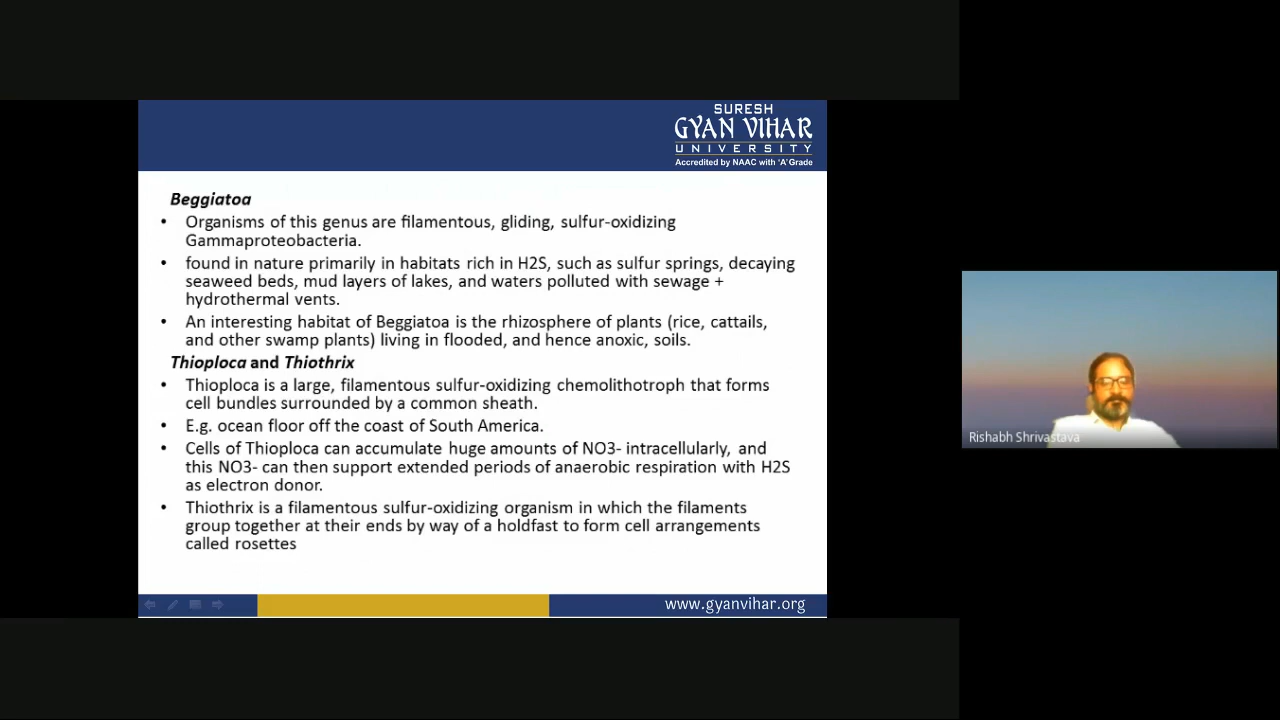 SURESH
GYAN VIHAR
UNIVERSITY
Accredited by NAAC with 'A' Grade
Beggiatoa
• Organisms of this genus are filamentous, gliding, sulfur-oxidizing
Gammaproteobacteria.
• found in nature primarily in habitats rich in H2S, such as sulfur springs, decaying
seaweed beds, mud layers of lakes, and waters polluted with sewage +
hydrothermal vents.
• An interesting habitat of Beggiatoa is the rhizosphere of plants (rice, cattails,
and other swamp plants) living in flooded, and hence anoxic, soils.
Thioploca and Thiothrix
• Thioploca is a large, filamentous sulfur-oxidizing chemolithotroph that forms
cell bundles surrounded by a common sheath.
• E.g. ocean floor off the coast of South America.
• Cells of Thioploca can accumulate huge amounts of NO3- intracellularly, and
this NO3- can then support extended periods of anaerobic respiration with H2S
as electron donor.
• Thiothrix is a filamentous sulfur-oxidizing organism in which the filaments
group together at their ends by way of a holdfast to form cell arrangements
called rosettes
www.gyanvihar.org
Rishabh Shrivastava